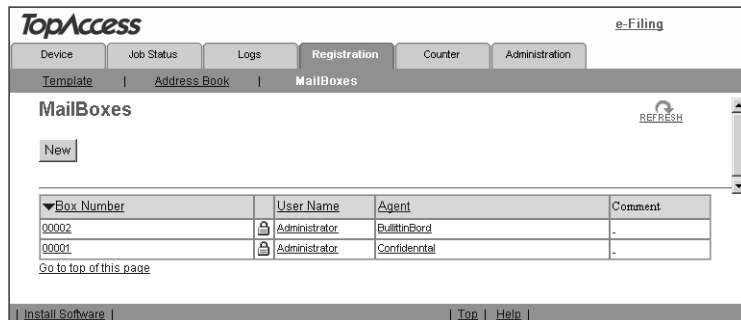 TopAccess
e-Filing
Device Job Status Logs Registration Counter Administration
Template | Address Book | MailBoxes
MailBoxes
REFRESH
New
▼Box Number User Name Agent Comment
00002 Administrator BullittinBord -
00001 Administrator Confidenntal -
Go to top of this page
| Install Software | | Top | Help |